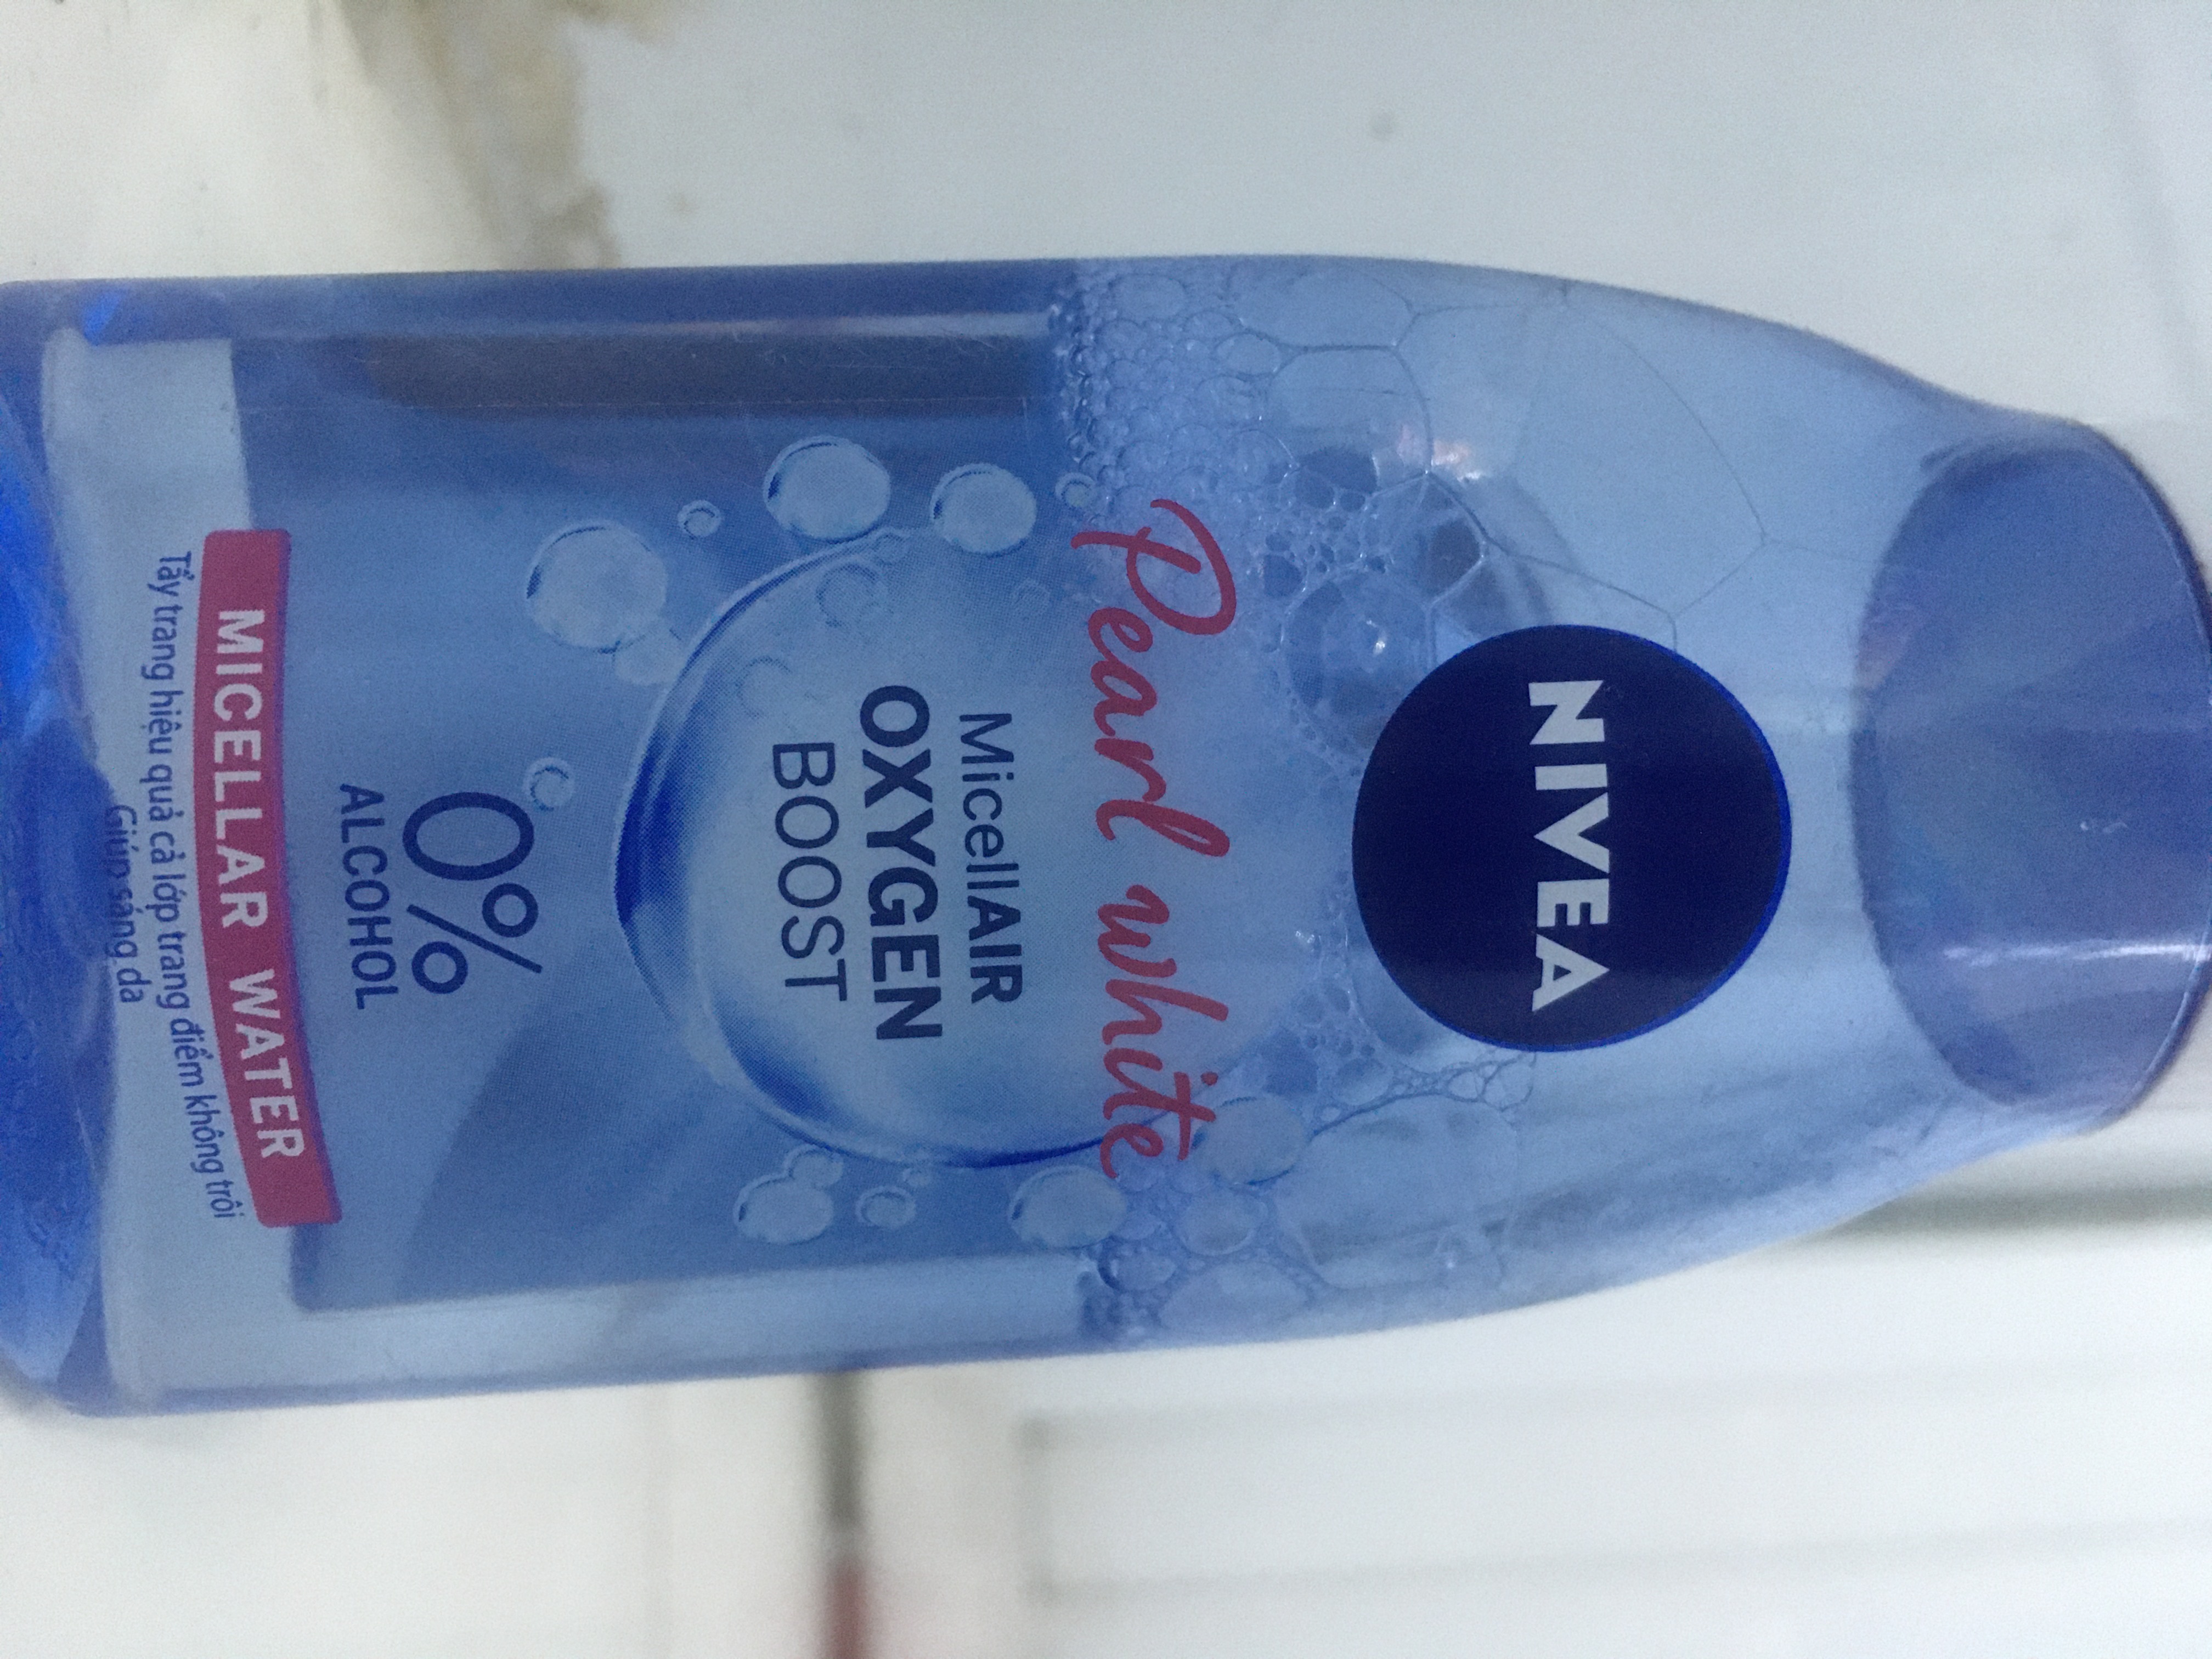 NIVEA
Pearl white
MicellAIR
OXYGEN
BOOST
0%
ALCOHOL
MICELLAR WATER
Tẩy trang hiệu quả cả lớp trang điểm không trôi
Giúp sáng da